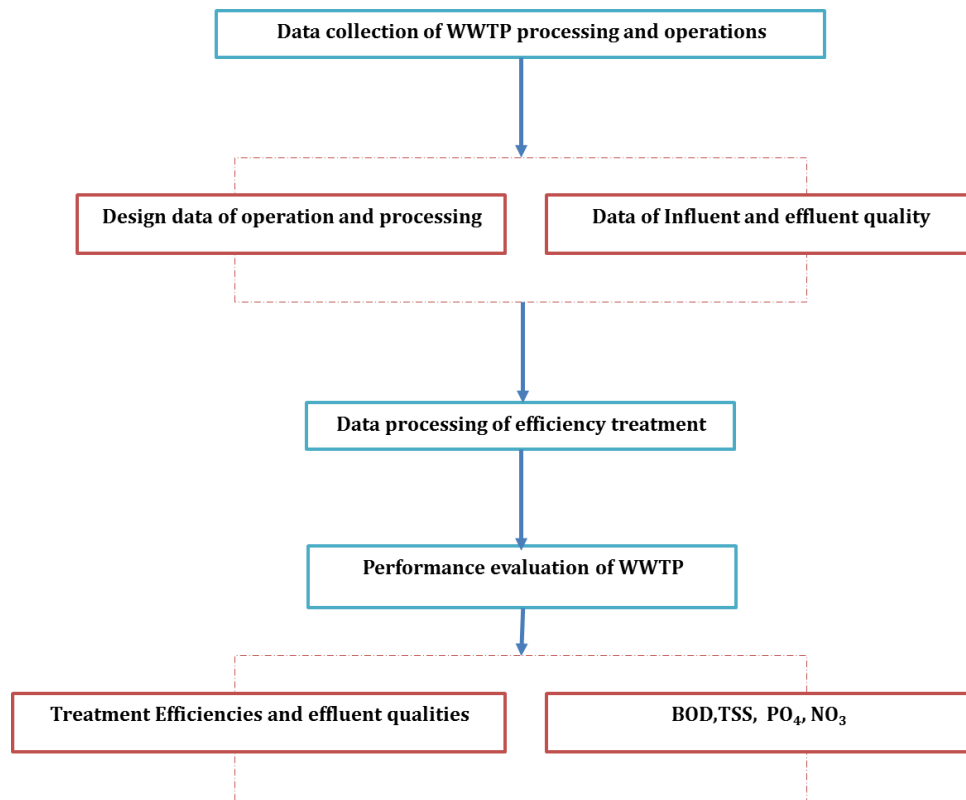 Data collection of WWTP processing and operations
Design data of operation and processing
Data of Influent and effluent quality
Data processing of efficiency treatment
Performance evaluation of WWTP
Treatment Efficiencies and effluent qualities
BOD,TSS, PO₄, NO₃